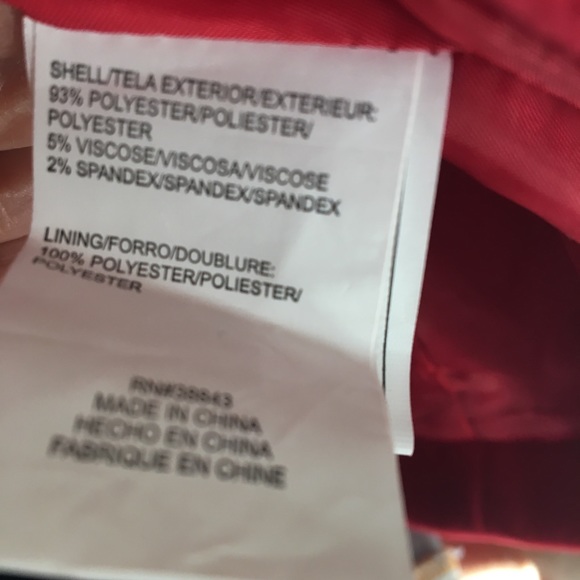 SHELL/TELA EXTERIOR/EXTERIEUR:
93% POLYESTER/POLIESTER/
POLYESTER
5% VISCOSE/VISCOSA/VISCOSE
2% SPANDEX/SPANDEX/SPANDEX
LINING/FORRO/DOUBLURE:
100% POLYESTER/POLIESTER/
POLYESTER
MADE IN CHINA
HECHO EN CHINA
FABRIQUE EN CHINE